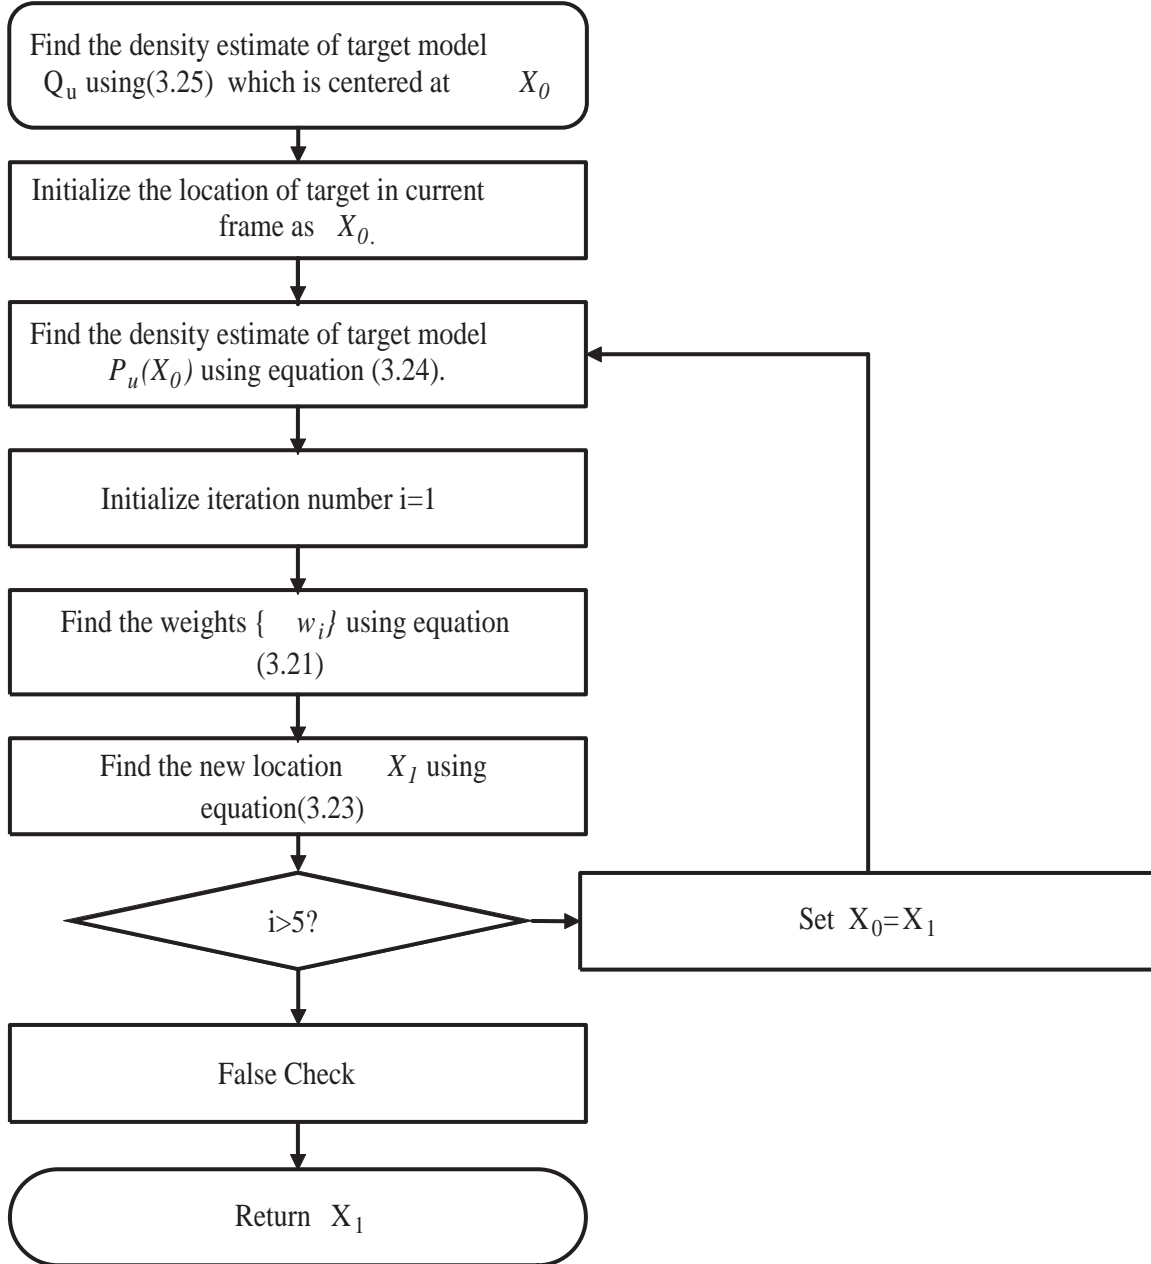 Find the density estimate of target model
Qu using(3.25) which is centered at X0
Initialize the location of target in current
frame as X0.
Find the density estimate of target model
Pu(X0) using equation (3.24).
Initialize iteration number i=1
Find the weights { wi} using equation
(3.21)
Find the new location X1 using
equation(3.23)
i>5?
Set X0=X1
False Check
Return X1